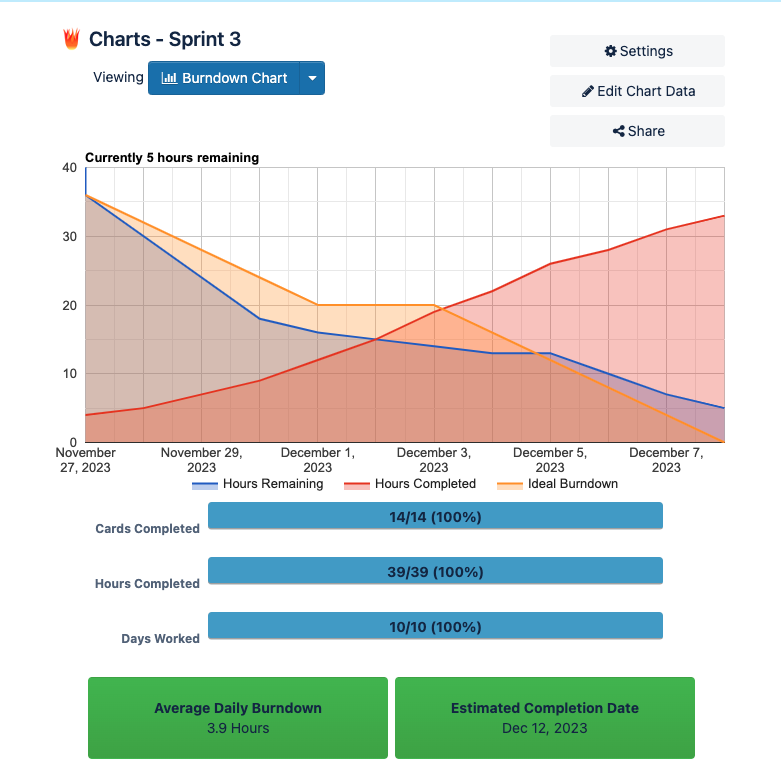 Charts - Sprint 3
Viewing
Burndown Chart
Settings
Edit Chart Data
Share
Currently 5 hours remaining
40
30
20
10
0
November 27, 2023
November 29, 2023
December 1, 2023
December 3, 2023
December 5, 2023
December 7, 2023
Hours Remaining
Hours Completed
Ideal Burndown
Cards Completed
14/14 (100%)
Hours Completed
39/39 (100%)
Days Worked
10/10 (100%)
Average Daily Burndown
3.9 Hours
Estimated Completion Date
Dec 12, 2023